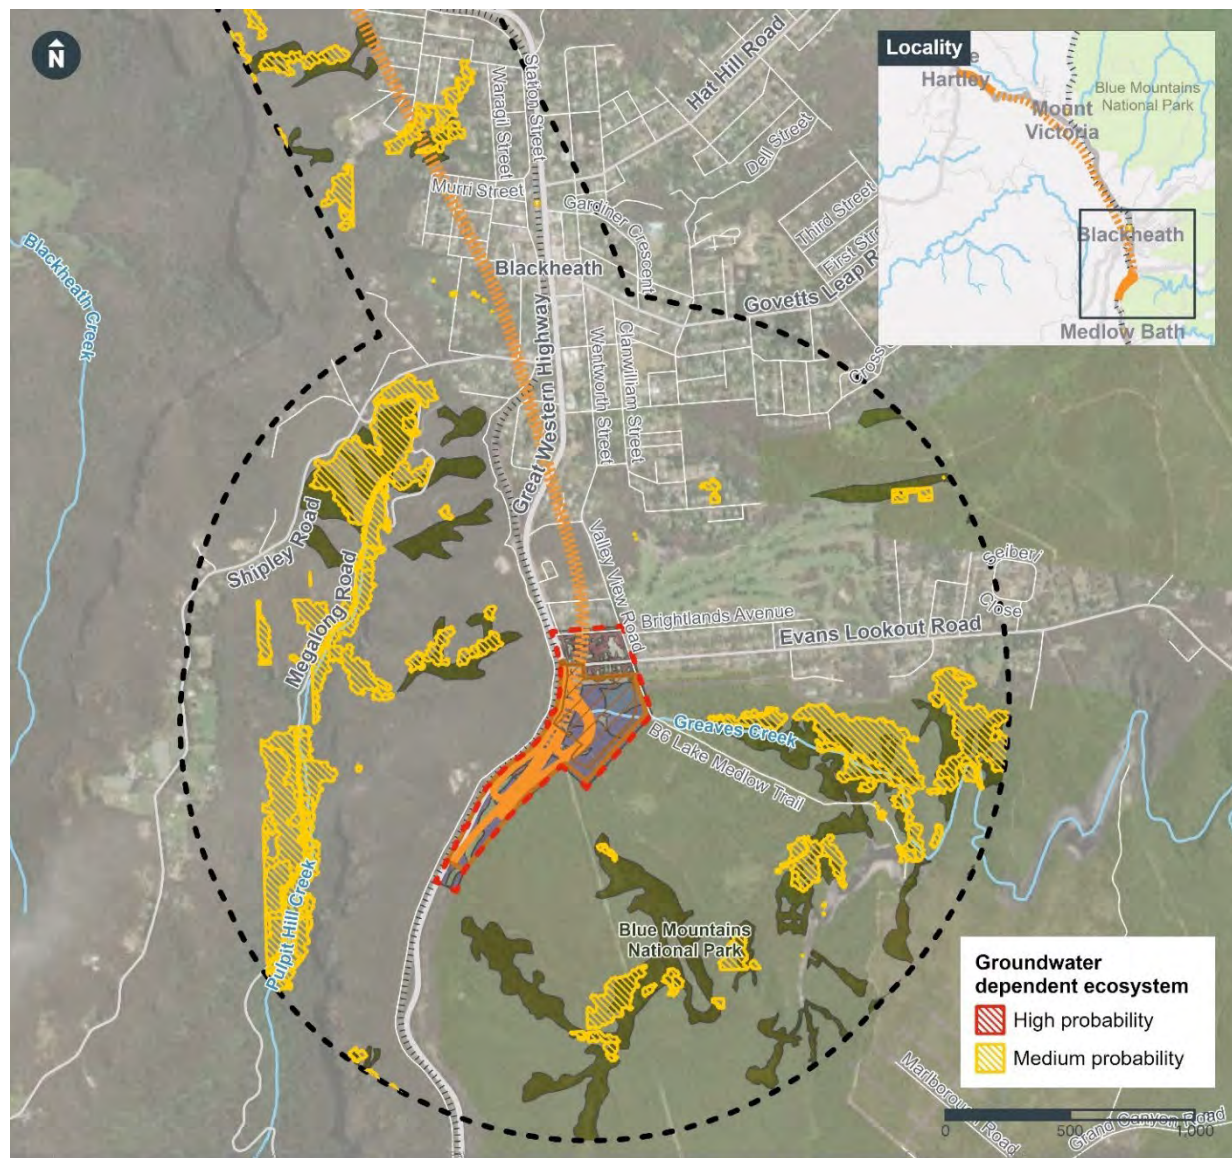 N
Locality
Hartley
Mount
Victoria
Blue Mountains
National Park
Blackheath
Medlow Bath
Station Street
Waragil Street
Hat Hill Road
Dell Street
Murri Street
Gardiner Crescent
Third Street
First Stre
Blackheath
Govetts Leap R
Blackheath Creek
Great Western Highway
Wentworth Street
Clanwilliam Street
Cross
Shipley Road
Megalong Road
Valley View Road
Selber/
Close
Brightlands Avenue
Evans Lookout Road
Greaves Creek
B6 Lake Medlow Trail
Pulpit Hill Creek
Blue Mountains
National Park
Groundwater
dependent ecosystem
High probability
Medium probability
Marlborough Road
Grand Canyon Road
0 500 1,000